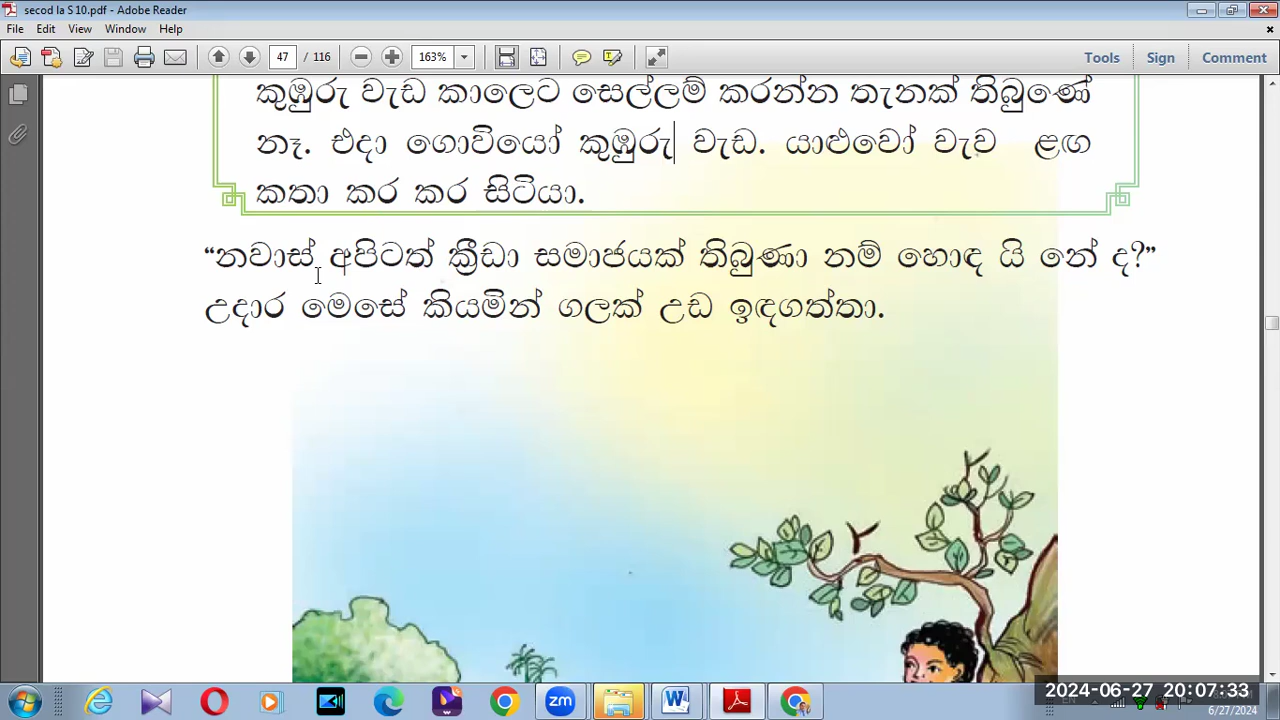 secod la S 10.pdf - Adobe Reader
File Edit View Window Help
47 / 116 163% Tools Sign Comment
කුඹුරු වැඩ කාලෙට සෙල්ලම් කරන්න තැනක් තිබුණේ
නෑ. එදා ගොවියෝ කුඹුරු වැඩ. යාළුවෝ වැව ළඟ
කතා කර කර සිටියා.
“නවාස් අපිටත් ක්‍රීඩා සමාජයක් තිබුණා නම් හොඳ යි නේ ද?”
උදාර මෙසේ කියමින් ගලක් උඩ ඉඳගත්තා.
zm
2024-06-27 20:07:33
EN
6/27/2024